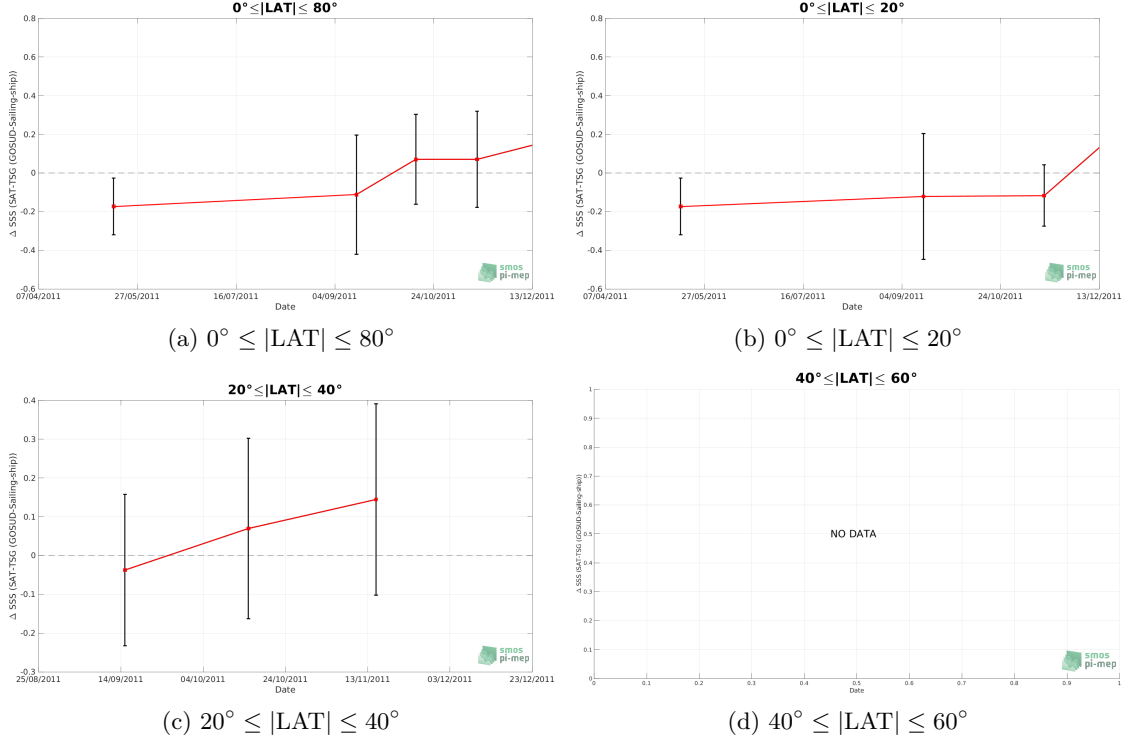 0°≤|LAT|≤ 80°
0.8
0.6
0.4
0.2
0
-0.2
-0.4
-0.6
Δ SSS (SAT-TSG (GOSUD-Sailing-ship))
07/04/2011 27/05/2011 16/07/2011 04/09/2011 24/10/2011 13/12/2011
Date
smos
pi-mep
(a) 0° ≤ |LAT| ≤ 80°
0°≤|LAT|≤ 20°
0.8
0.6
0.4
0.2
0
-0.2
-0.4
-0.6
Δ SSS (SAT-TSG (GOSUD-Sailing-ship))
07/04/2011 27/05/2011 16/07/2011 04/09/2011 24/10/2011 13/12/2011
Date
smos
pi-mep
(b) 0° ≤ |LAT| ≤ 20°
20°≤|LAT|≤ 40°
0.4
0.3
0.2
0.1
0
-0.1
-0.2
-0.3
Δ SSS (SAT-TSG (GOSUD-Sailing-ship))
25/08/2011 14/09/2011 04/10/2011 24/10/2011 13/11/2011 03/12/2011 23/12/2011
Date
smos
pi-mep
(c) 20° ≤ |LAT| ≤ 40°
40°≤|LAT|≤ 60°
1
0.9
0.8
0.7
0.6
0.5
0.4
0.3
0.2
0.1
0
Δ SSS (SAT-TSG (GOSUD-Sailing-ship))
NO DATA
0 0.1 0.2 0.3 0.4 0.5 0.6 0.7 0.8 0.9 1
Date
smos
pi-mep
(d) 40° ≤ |LAT| ≤ 60°